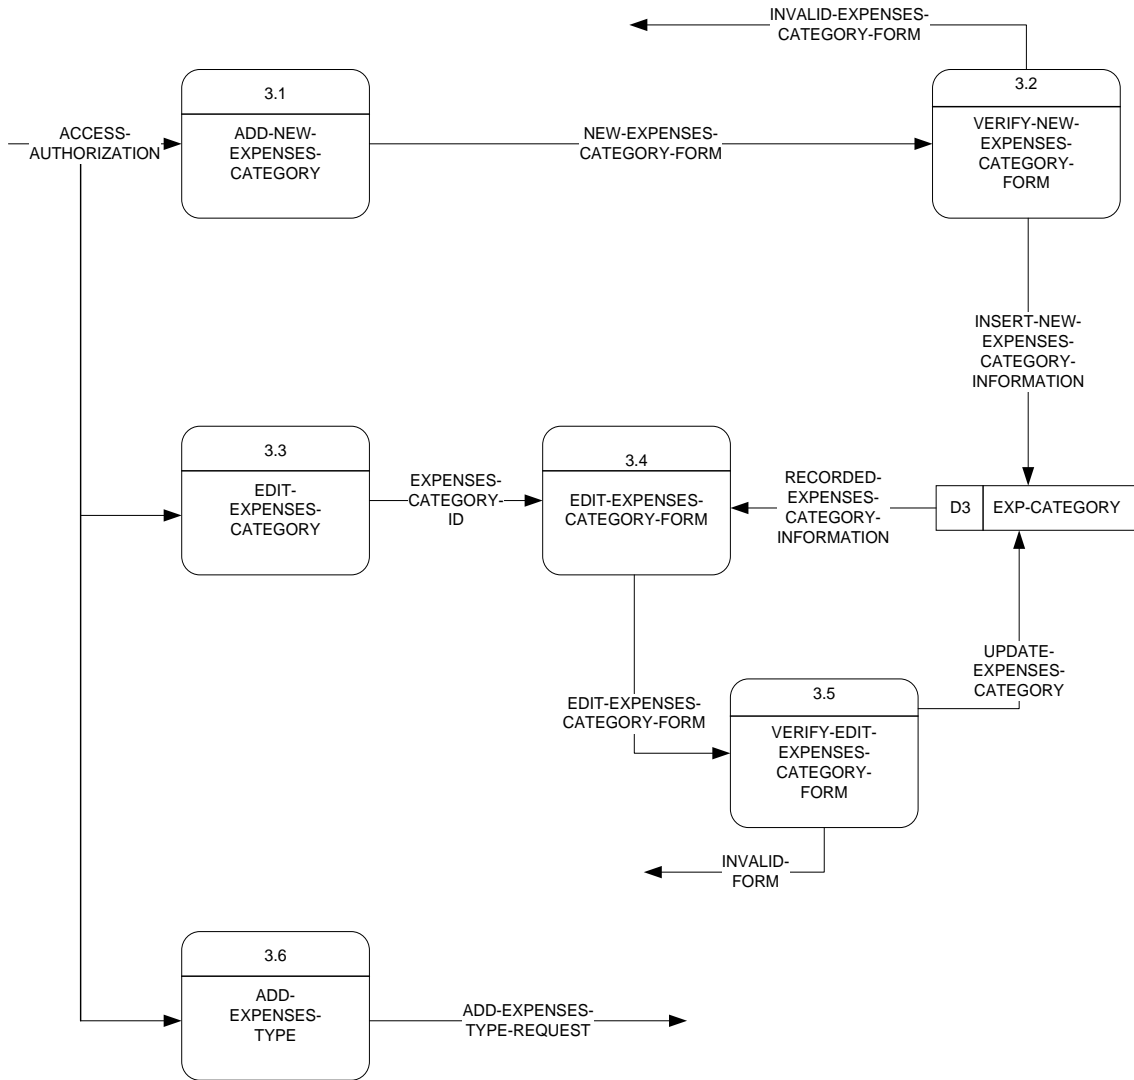 INVALID-EXPENSES-
CATEGORY-FORM
3.1
ADD-NEW-
EXPENSES-
CATEGORY
3.2
VERIFY-NEW-
EXPENSES-
CATEGORY-
FORM
ACCESS-
AUTHORIZATION
NEW-EXPENSES-
CATEGORY-FORM
INSERT-NEW-
EXPENSES-
CATEGORY-
INFORMATION
3.3
EDIT-
EXPENSES-
CATEGORY
EXPENSES-
CATEGORY-
ID
3.4
EDIT-EXPENSES-
CATEGORY-FORM
RECORDED-
EXPENSES-
CATEGORY-
INFORMATION
D3
EXP-CATEGORY
UPDATE-
EXPENSES-
CATEGORY
EDIT-EXPENSES-
CATEGORY-FORM
3.5
VERIFY-EDIT-
EXPENSES-
CATEGORY-
FORM
INVALID-
FORM
3.6
ADD-
EXPENSES-
TYPE
ADD-EXPENSES-
TYPE-REQUEST